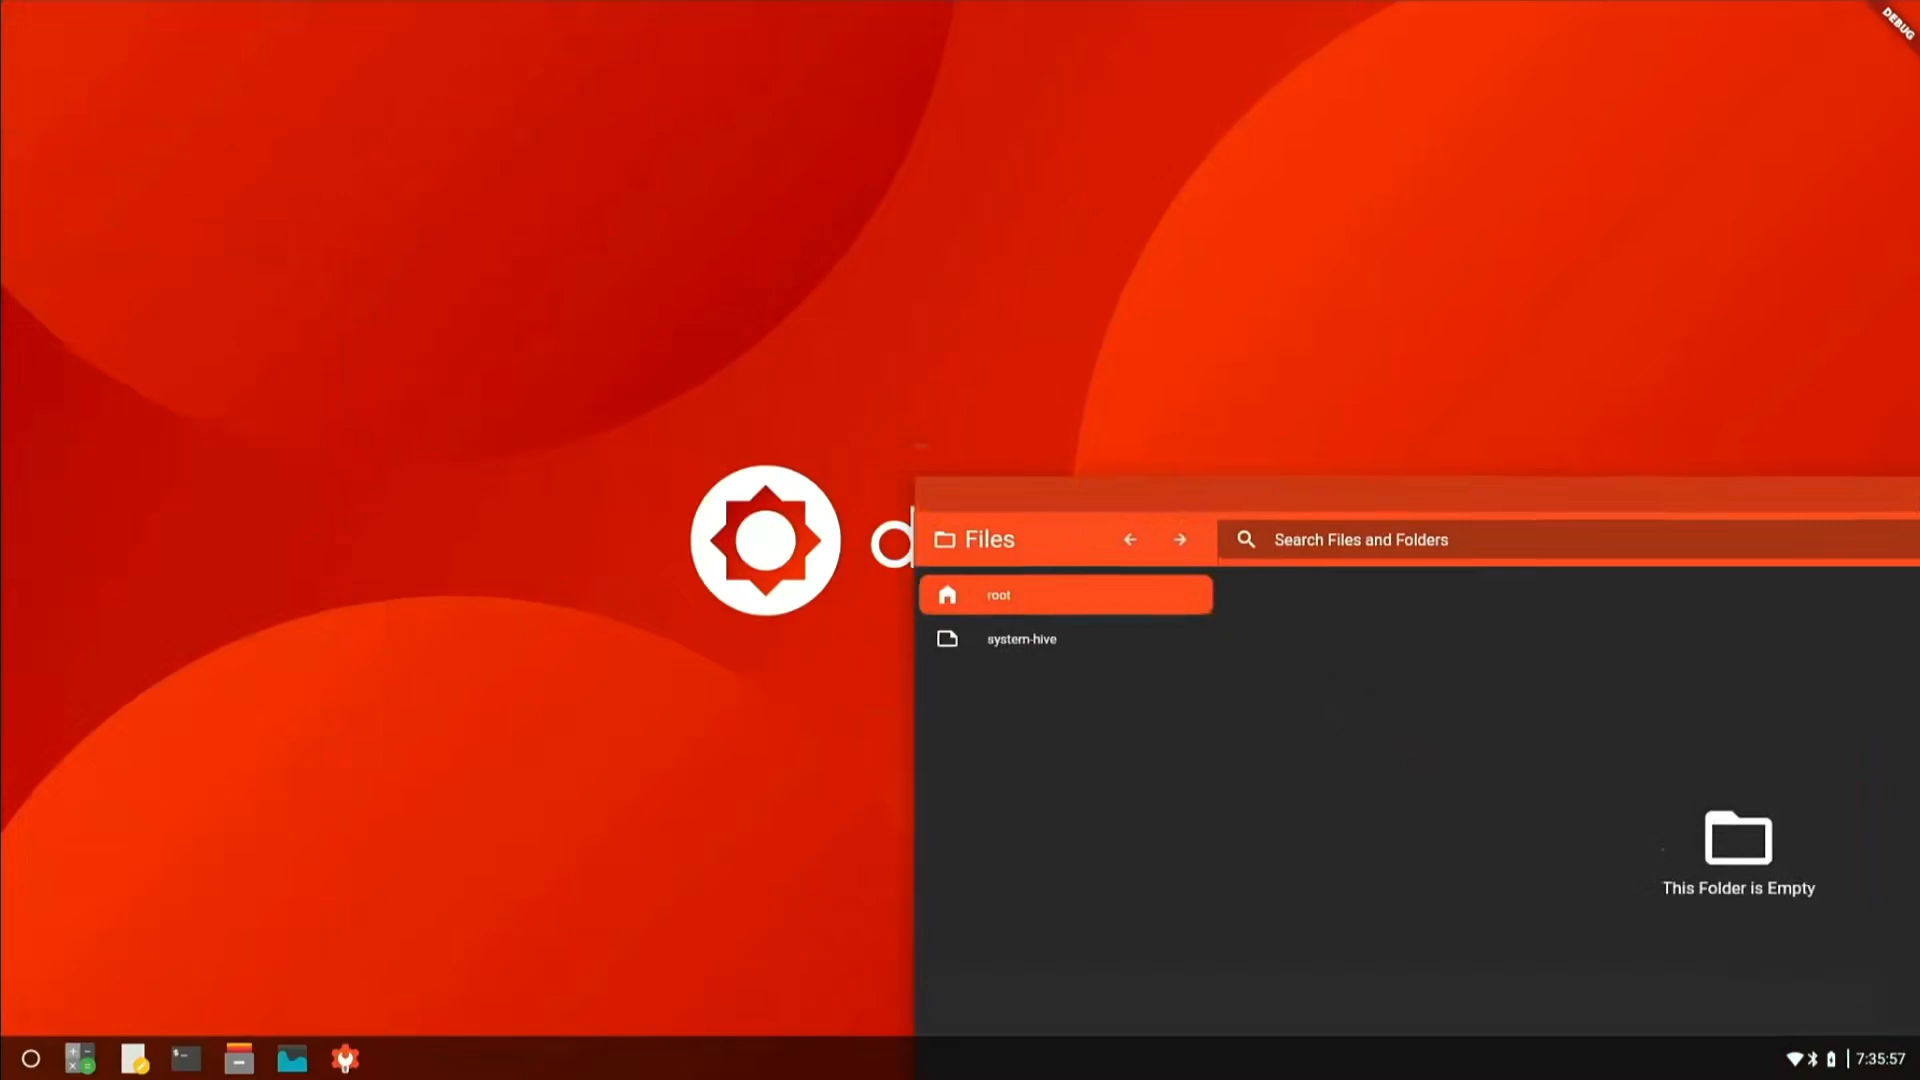 DEBUG
d
Files
Search Files and Folders
root
system-hive
This Folder is Empty
7:35:57